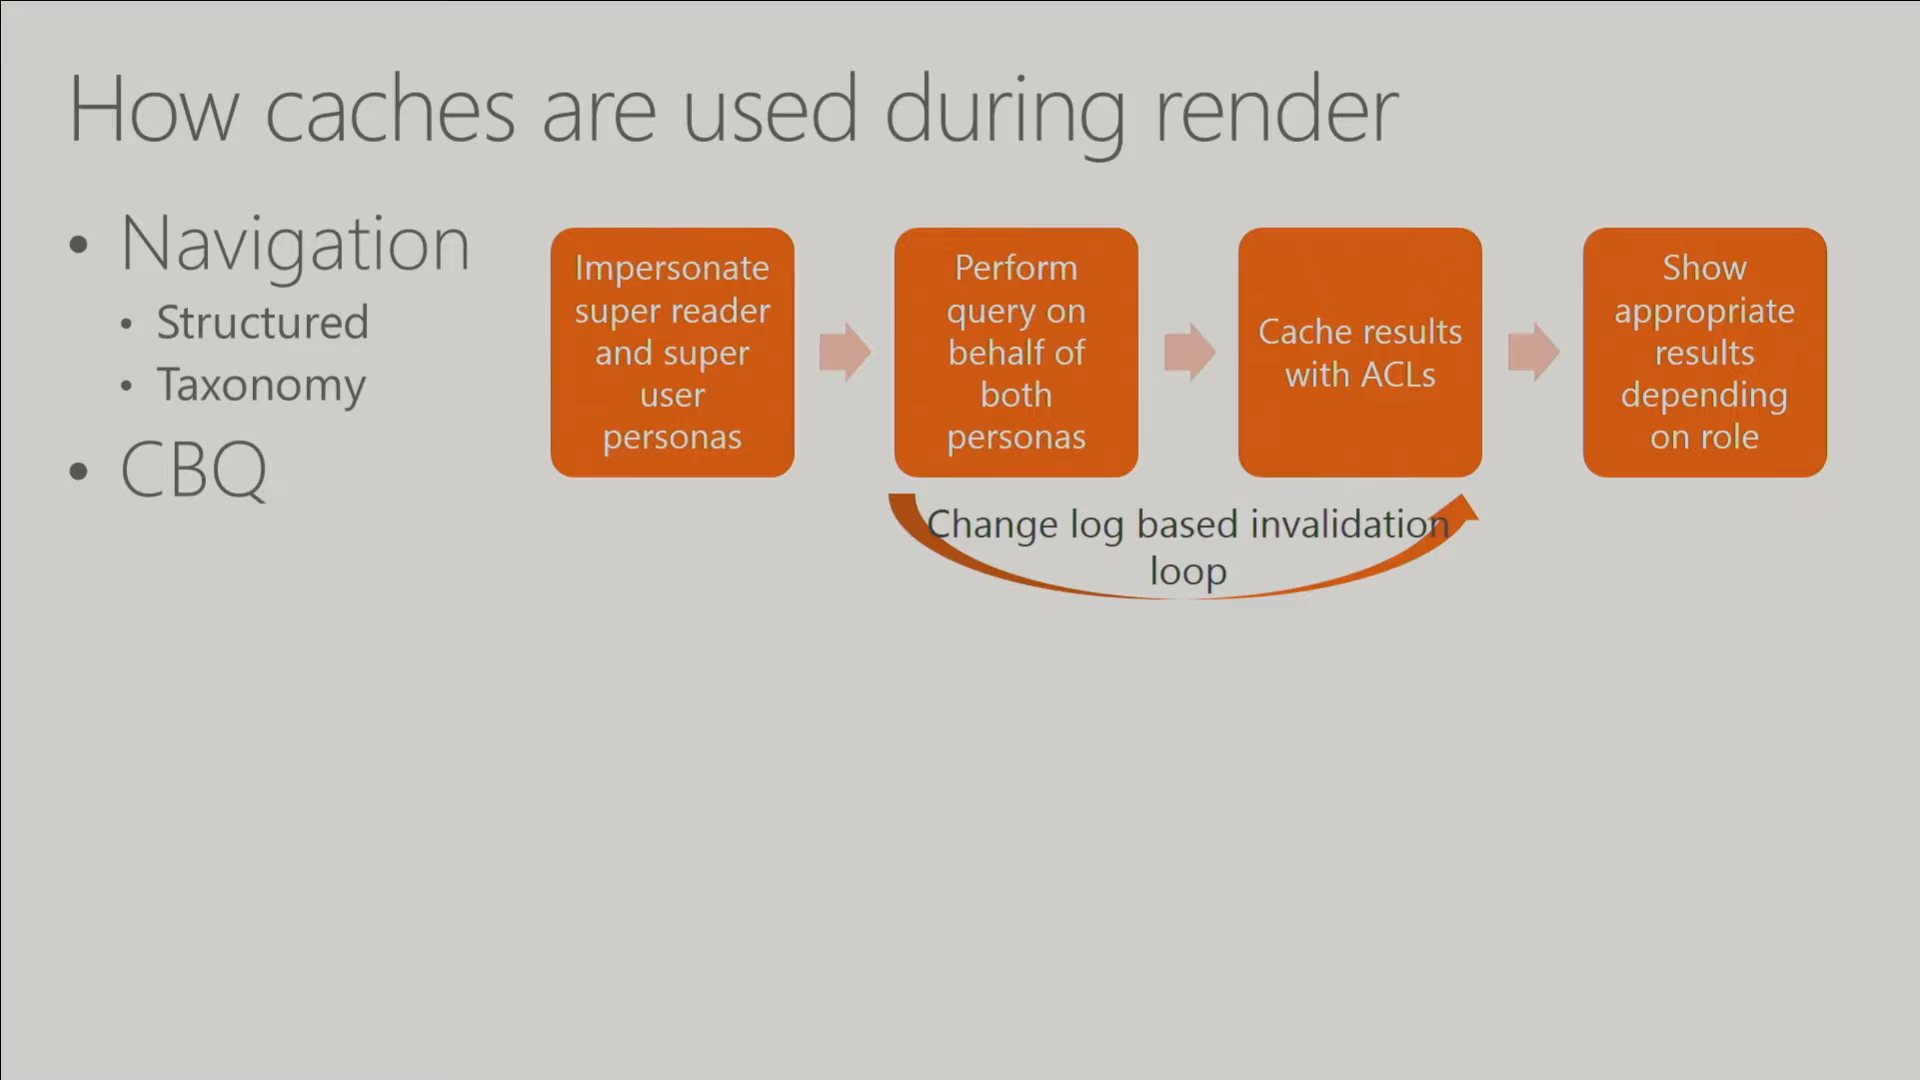 How caches are used during render
• Navigation
• Structured
• Taxonomy
• CBQ
Impersonate
super reader
and super
user
personas
Perform
query on
behalf of
both
personas
Cache results
with ACLs
Show
appropriate
results
depending
on role
Change log based invalidation
loop